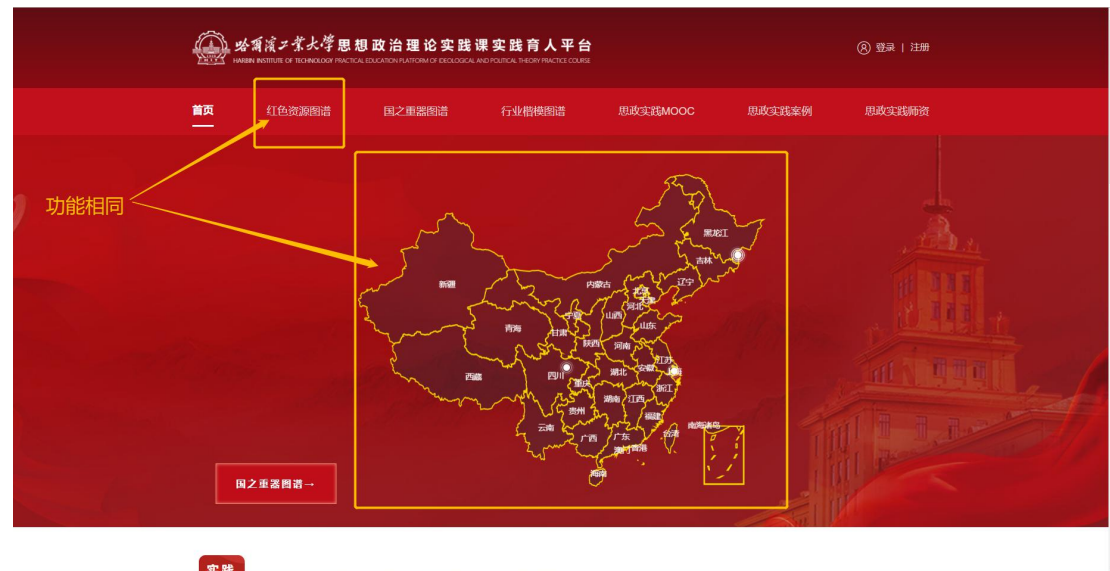 哈尔滨工业大学思想政治理论实践课实践育人平台
HARBIN INSTITUTE OF TECHNOLOGY PRACTICAL EDUCATION PLATFORM OF IDEOLOGICAL AND POLITICAL THEORY PRACTICE COURSE
登录 | 注册
首页 红色资源图谱 国之重器图谱 行业楷模图谱 思政实践MOOC 思政实践案例 思政实践师资
功能相同
黑龙江
吉林
新疆 内蒙古 辽宁
北京
天津
河北
宁夏 山西
青海 甘肃 山东
陕西 河南
江苏
西藏 四川 湖北 安徽 上海
重庆 浙江
湖南 江西
贵州 福建
云南 南海诸岛
广西 广东 台湾
澳门 香港
海南
国之重器图谱→
实践